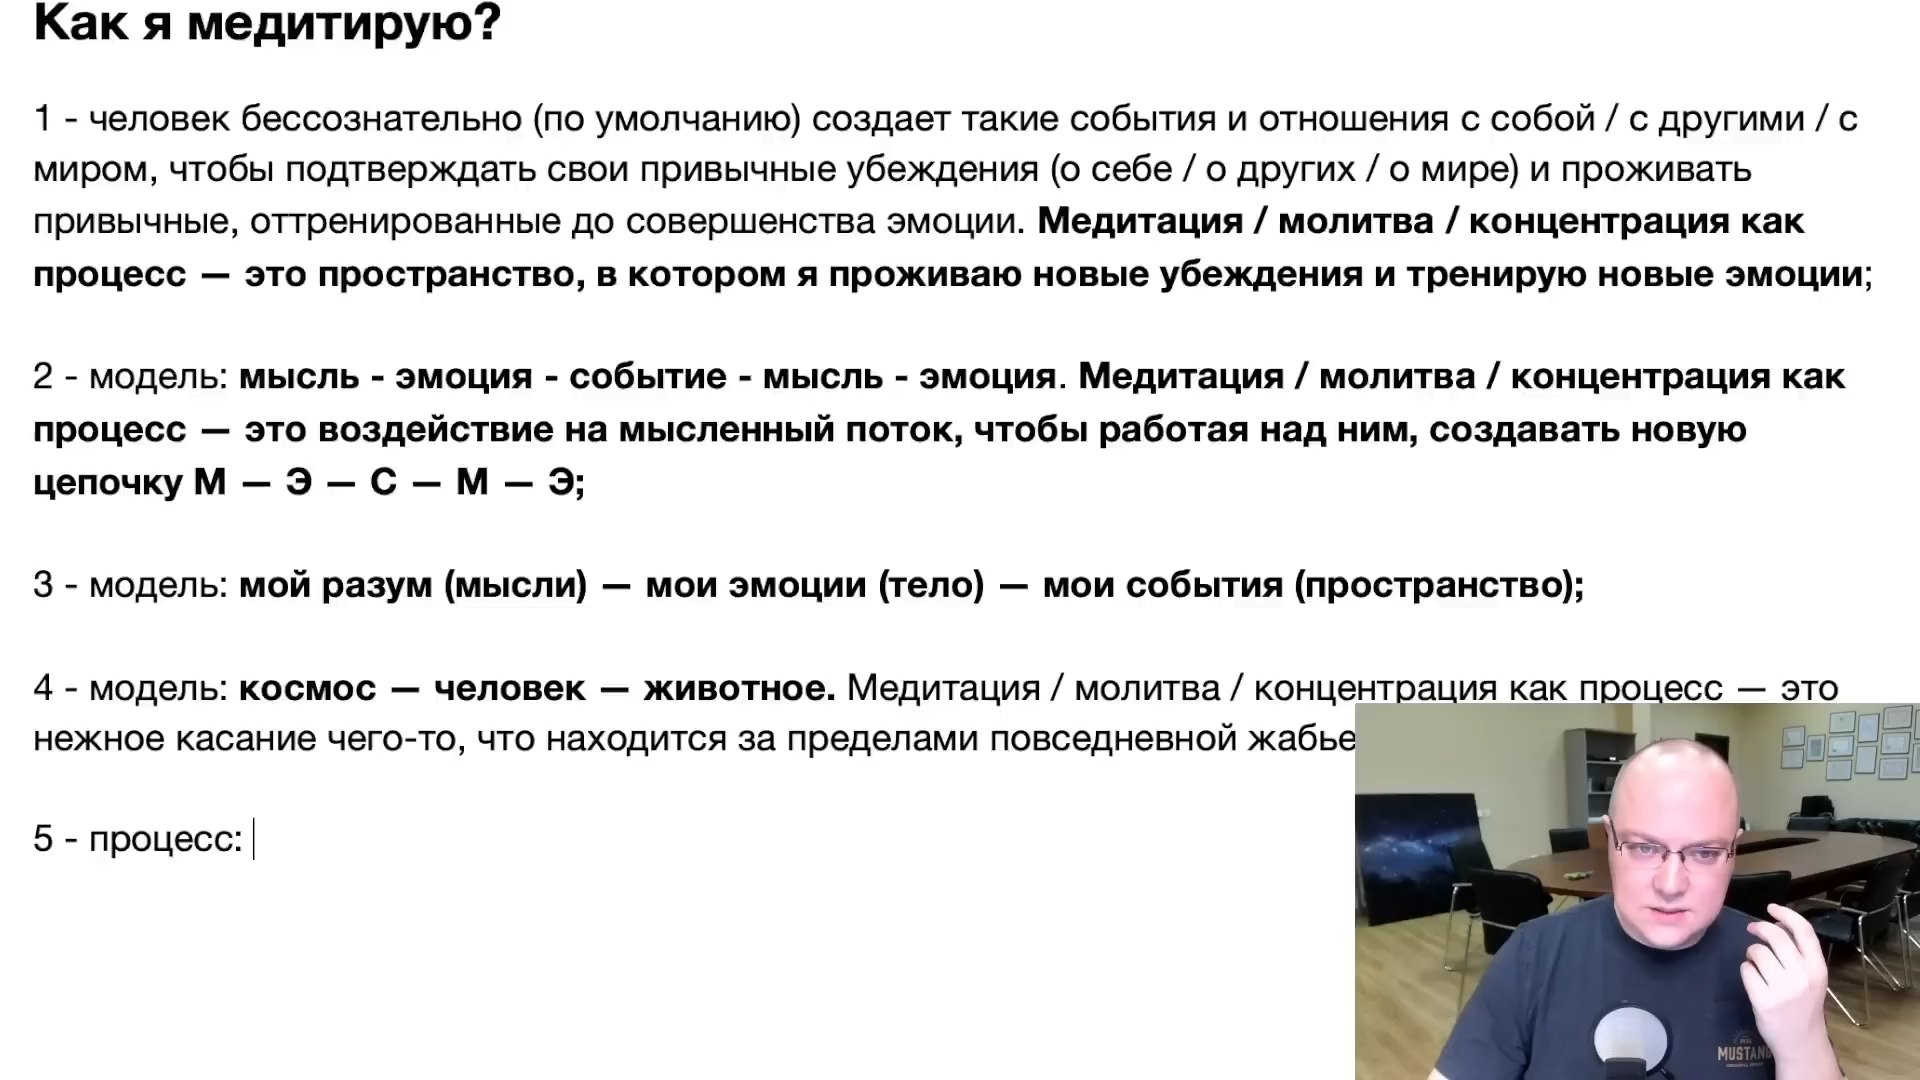 Как я медитирую?
1 - человек бессознательно (по умолчанию) создает такие события и отношения с собой / с другими / с
миром, чтобы подтверждать свои привычные убеждения (о себе / о других / о мире) и проживать
привычные, оттренированные до совершенства эмоции. Медитация / молитва / концентрация как
процесс — это пространство, в котором я проживаю новые убеждения и тренирую новые эмоции;
2 - модель: мысль - эмоция - событие - мысль - эмоция. Медитация / молитва / концентрация как
процесс — это воздействие на мысленный поток, чтобы работая над ним, создавать новую
цепочку М — Э — С — М — Э;
3 - модель: мой разум (мысли) — мои эмоции (тело) — мои события (пространство);
4 - модель: космос — человек — животное. Медитация / молитва / концентрация как процесс — это
нежное касание чего-то, что находится за пределами повседневной
5 - процесс:
MUSTANG